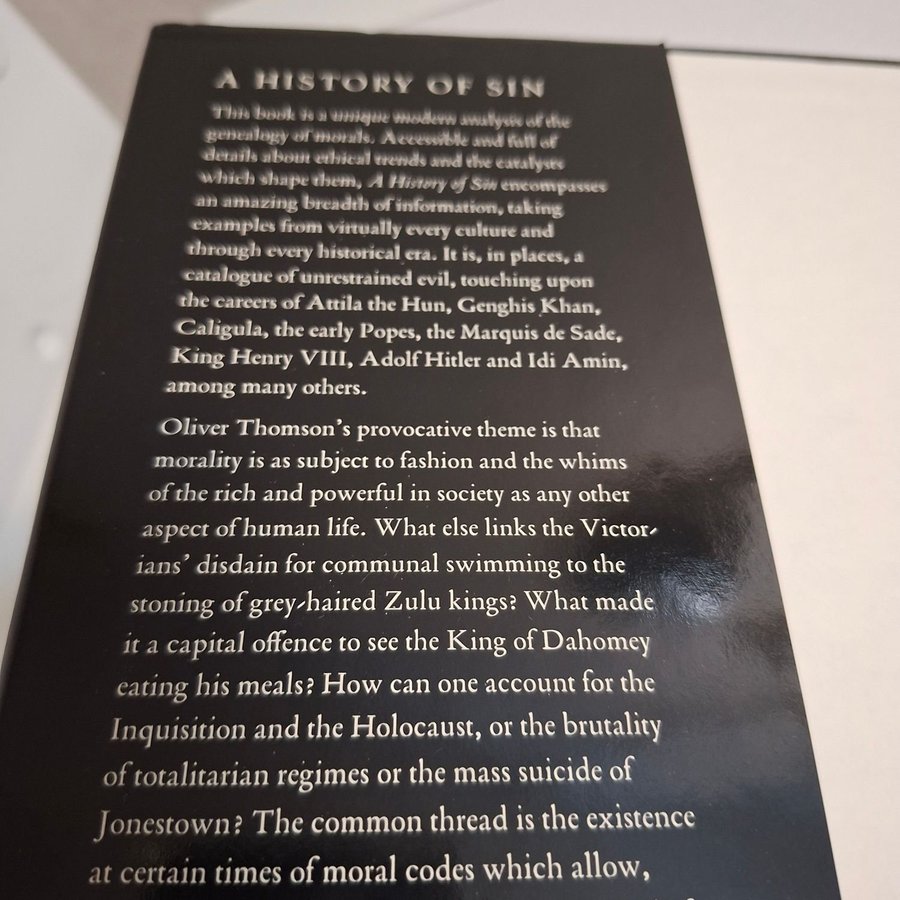 A HISTORY OF SIN
This book is a unique modern analysis of the
genealogy of morals. Accessible and full of
details about ethical trends and the catalysts
which shape them, A History of Sin encompasses
an amazing breadth of information, taking
examples from virtually every culture and
through every historical era. It is, in places, a
catalogue of unrestrained evil, touching upon
the careers of Attila the Hun, Genghis Khan,
Caligula, the early Popes, the Marquis de Sade,
King Henry VIII, Adolf Hitler and Idi Amin,
among many others.
Oliver Thomson's provocative theme is that
morality is as subject to fashion and the whims
of the rich and powerful in society as any other
aspect of human life. What else links the Victor-
ians' disdain for communal swimming to the
stoning of grey-haired Zulu kings? What made
it a capital offence to see the King of Dahomey
eating his meals? How can one account for the
Inquisition and the Holocaust, or the brutality
of totalitarian regimes or the mass suicide of
Jonestown? The common thread is the existence
at certain times of moral codes which allow,